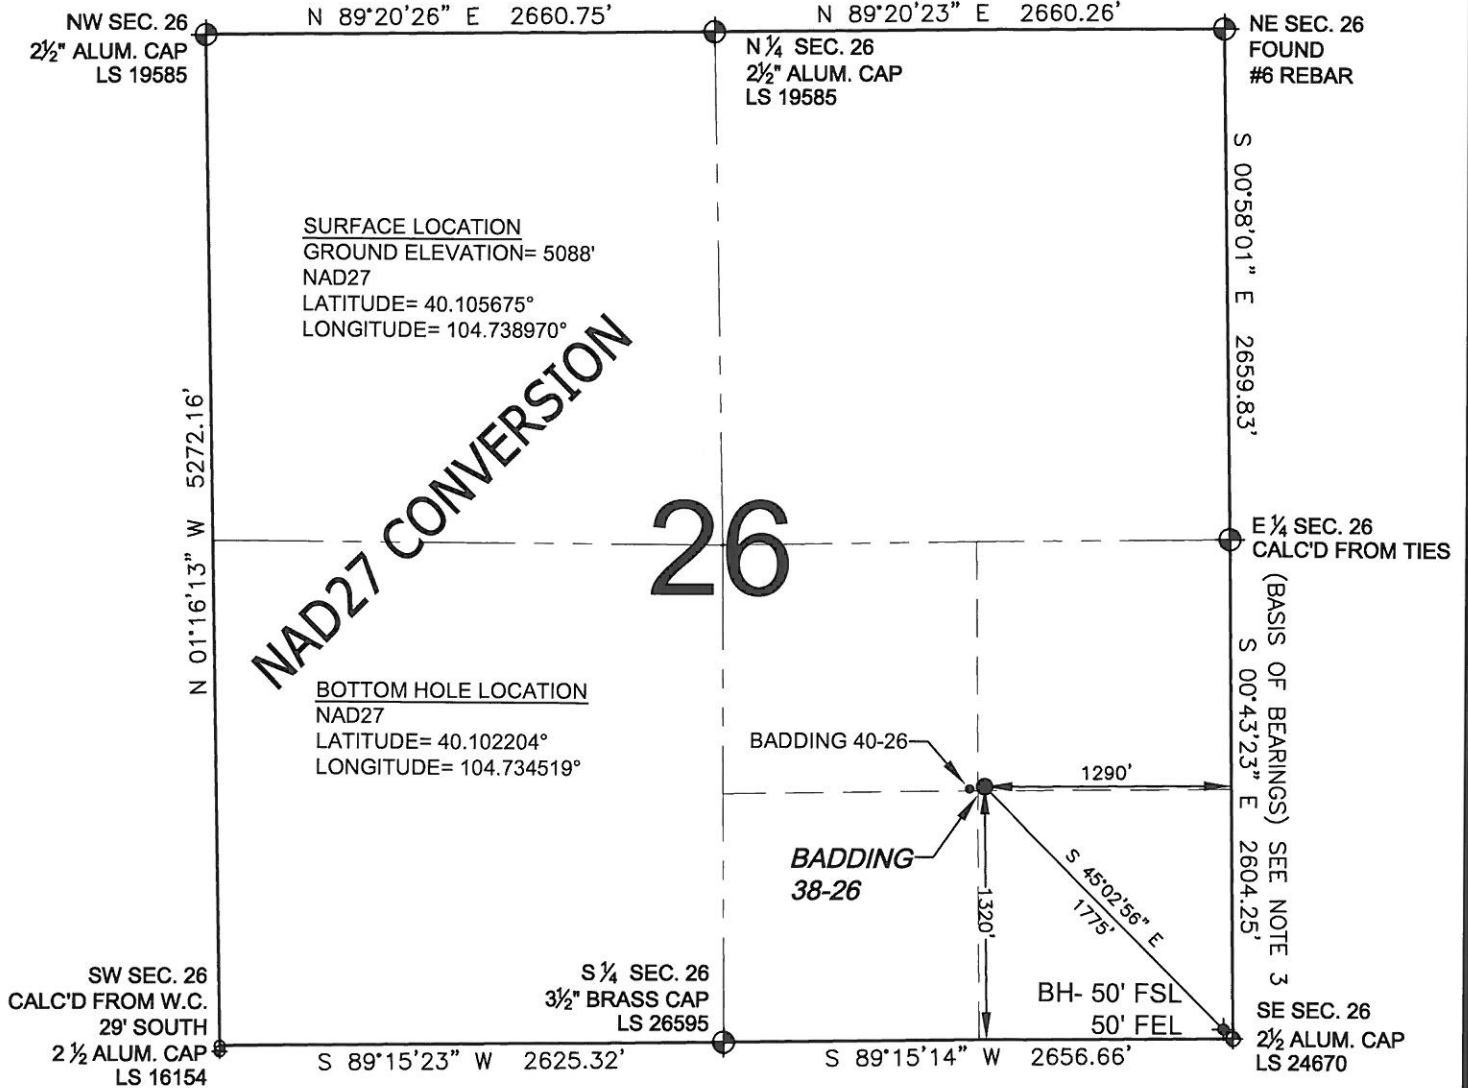 N 89°20'26" E 2660.75'
N 89°20'23" E 2660.26'
NW SEC. 26
2½" ALUM. CAP
LS 19585
N ¼ SEC. 26
2½" ALUM. CAP
LS 19585
NE SEC. 26
FOUND
#6 REBAR
S 00°58'01" E 2659.83'
SURFACE LOCATION
GROUND ELEVATION= 5088'
NAD27
LATITUDE= 40.105675°
LONGITUDE= 104.738970°
NAD27 CONVERSION
N 01°16'13" W 5272.16'
26
E ¼ SEC. 26
CALC'D FROM TIES
(BASIS OF BEARINGS) SEE NOTE 3
S 00°43'23" E 2604.25'
BOTTOM HOLE LOCATION
NAD27
LATITUDE= 40.102204°
LONGITUDE= 104.734519°
BADDING 40-26
1290'
BADDING
38-26
1320'
S 45°02'56" E
1775'
BH- 50' FSL
50' FEL
SW SEC. 26
CALC'D FROM W.C.
29' SOUTH
2 ½ ALUM. CAP
LS 16154
S ¼ SEC. 26
3½" BRASS CAP
LS 26595
SE SEC. 26
2½ ALUM. CAP
LS 24670
S 89°15'23" W 2625.32'
S 89°15'14" W 2656.66'